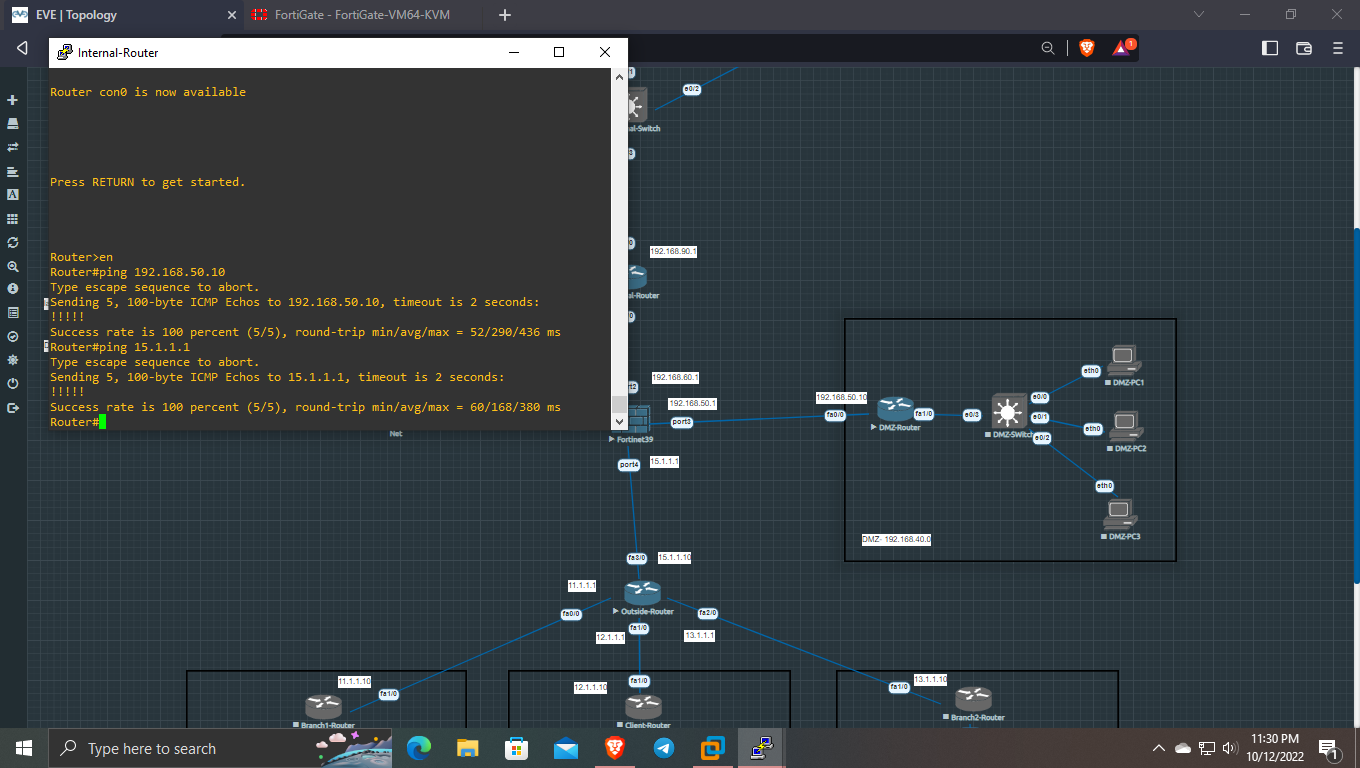 EVE | Topology
FortiGate - FortiGate-VM64-KVM
Internal-Router
1
Router con0 is now available
Press RETURN to get started.
Router>en
Router#ping 192.168.50.10
Type escape sequence to abort.
Sending 5, 100-byte ICMP Echos to 192.168.50.10, timeout is 2 seconds:
!!!!!
Success rate is 100 percent (5/5), round-trip min/avg/max = 52/290/436 ms
Router#ping 15.1.1.1
Type escape sequence to abort.
Sending 5, 100-byte ICMP Echos to 15.1.1.1, timeout is 2 seconds:
!!!!!
Success rate is 100 percent (5/5), round-trip min/avg/max = 60/168/380 ms
Router#
Net
e0/2
al-Switch
192.168.90.1
al-Router
192.168.60.1
192.168.50.1
port3
Fortinet39
port4
15.1.1.1
192.168.50.10
fa0/0
DMZ-Router
fa1/0
e0/3
DMZ-Switch
e0/0
e0/1
e0/2
eth0
DMZ-PC1
eth0
DMZ-PC2
eth0
DMZ-PC3
DMZ- 192.168.40.0
fa3/0
15.1.1.10
11.1.1.1
fa0/0
Outside-Router
fa2/0
12.1.1.1
fa1/0
13.1.1.1
11.1.1.10
fa1/0
Branch1-Router
12.1.1.10
fa1/0
Client-Router
fa1/0
13.1.1.10
Branch2-Router
Type here to search
11:30 PM
10/12/2022
1